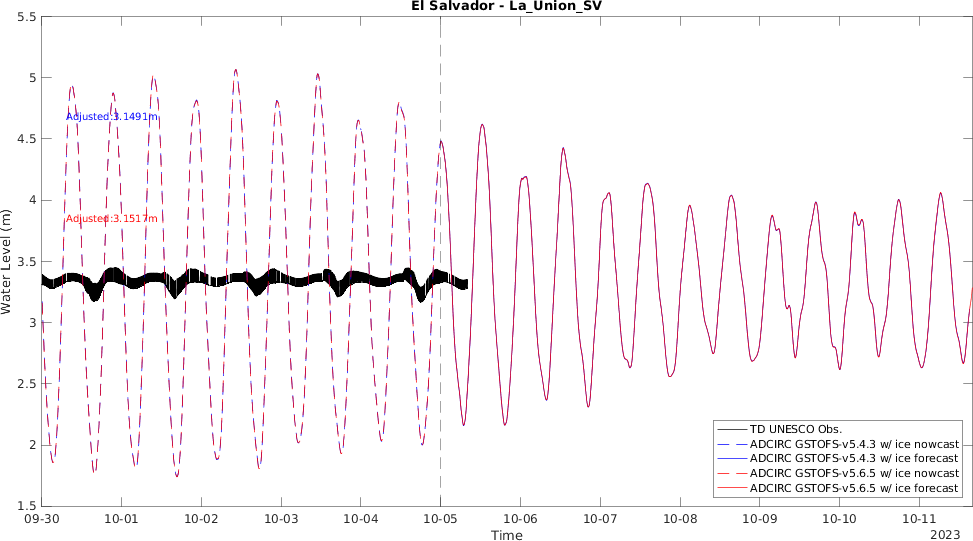 El Salvador - La_Union_SV
5.5
5
4.5
4
3.5
3
2.5
2
1.5
Water Level (m)
Adjusted:3.1491m
Adjusted:3.1517m
TD UNESCO Obs.
ADCIRC GSTOFS-v5.4.3 w/ ice nowcast
ADCIRC GSTOFS-v5.4.3 w/ ice forecast
ADCIRC GSTOFS-v5.6.5 w/ ice nowcast
ADCIRC GSTOFS-v5.6.5 w/ ice forecast
09-30 10-01 10-02 10-03 10-04 10-05 10-06 10-07 10-08 10-09 10-10 10-11
Time
2023